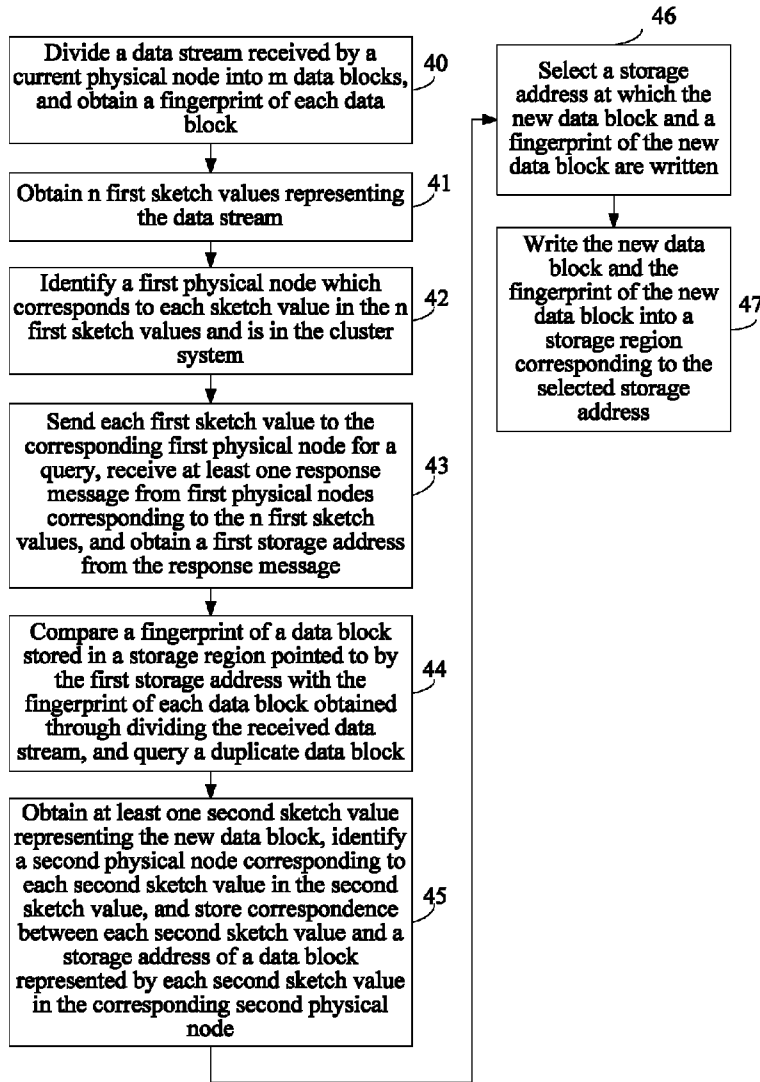 Divide a data stream received by a
current physical node into m data blocks,
and obtain a fingerprint of each data
block
40
Obtain n first sketch values representing
the data stream
41
Identify a first physical node which
corresponds to each sketch value in the n
first sketch values and is in the cluster
system
42
Send each first sketch value to the
corresponding first physical node for a
query, receive at least one response
message from first physical nodes
corresponding to the n first sketch
values, and obtain a first storage address
from the response message
43
Compare a fingerprint of a data block
stored in a storage region pointed to by
the first storage address with the
fingerprint of each data block obtained
through dividing the received data
stream, and query a duplicate data block
44
Obtain at least one second sketch value
representing the new data block, identify
a second physical node corresponding to
each second sketch value in the second
sketch value, and store correspondence
between each second sketch value and a
storage address of a data block
represented by each second sketch value
in the corresponding second physical
node
45
46
Select a storage
address at which the
new data block and a
fingerprint of the new
data block are written
Write the new data
block and the
fingerprint of the new
data block into a
storage region
corresponding to the
selected storage
address
47